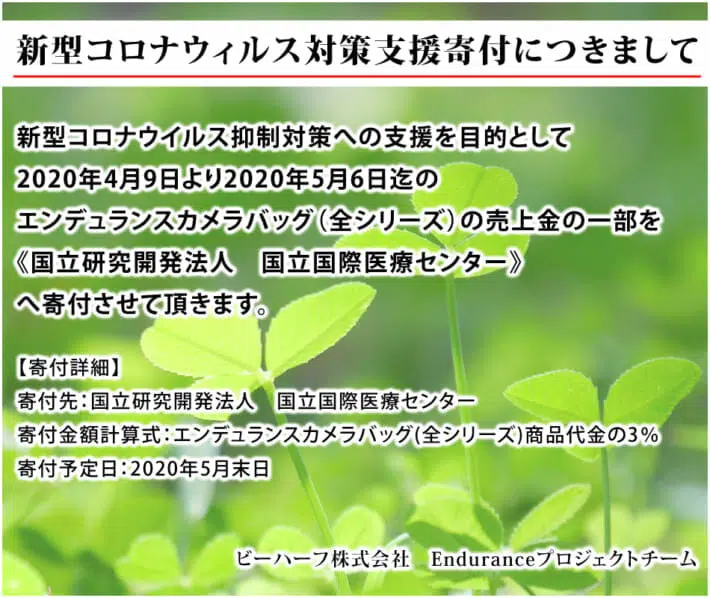 新型コロナウィルス対策支援寄付につきまして
新型コロナウイルス抑制対策への支援を目的として
2020年4月9日より2020年5月6日迄の
エンデュランスカメラバッグ（全シリーズ）の売上金の一部を
《国立研究開発法人　国立国際医療センター》
へ寄付させて頂きます。
【寄付詳細】
寄付先：国立研究開発法人　国立国際医療センター
寄付金額計算式：エンデュランスカメラバッグ(全シリーズ)商品代金の3％
寄付予定日：2020年5月末日
ビーハーフ株式会社　Enduranceプロジェクトチーム